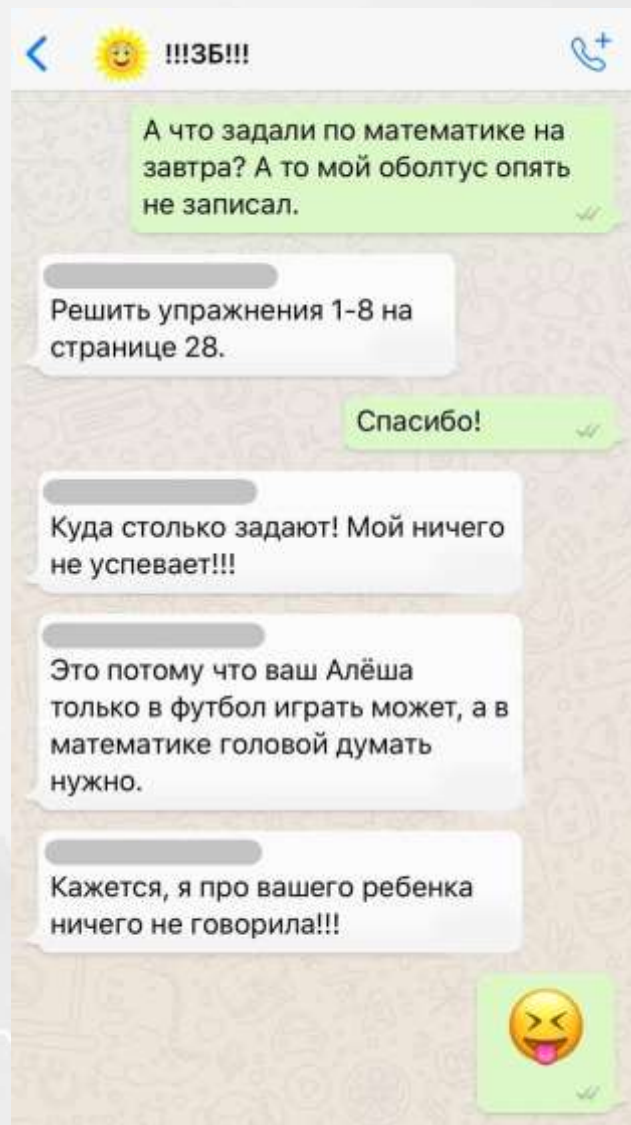 !!!3Б!!!
А что задали по математике на
завтра? А то мой оболтус опять
не записал.
Решить упражнения 1-8 на
странице 28.
Спасибо!
Куда столько задают! Мой ничего
не успевает!!!
Это потому что ваш Алёша
только в футбол играть может, а в
математике головой думать
нужно.
Кажется, я про вашего ребенка
ничего не говорила!!!